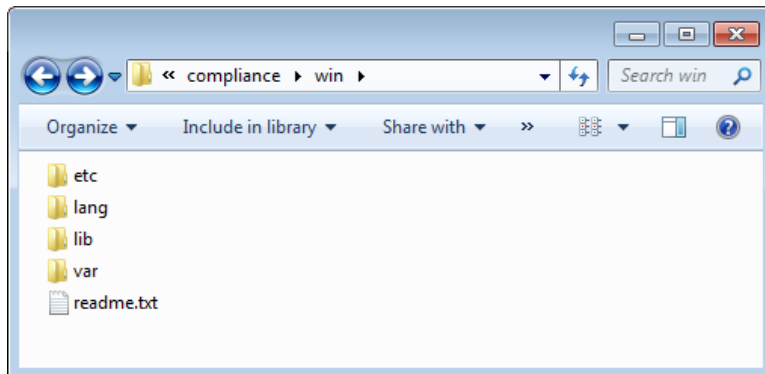 « compliance ▸ win ▸ Search win
Organize Include in library Share with »
etc
lang
lib
var
readme.txt